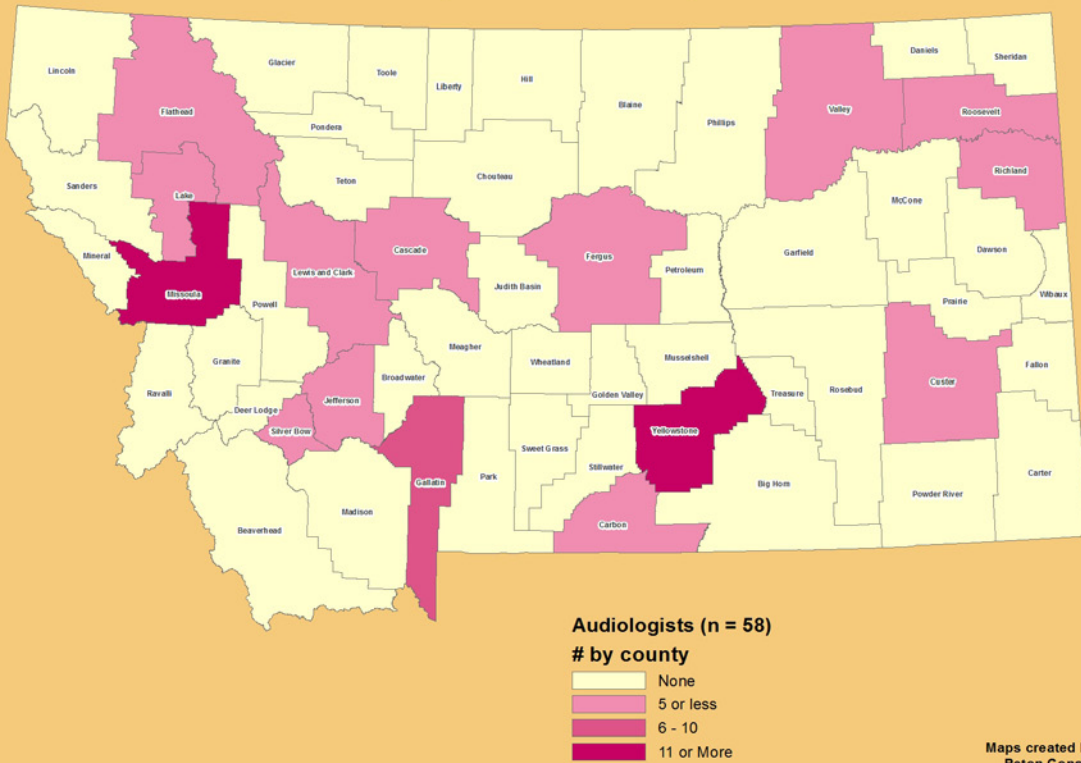 Lincoln
Flathead
Glacier
Toole
Liberty
Hill
Blaine
Phillips
Valley
Daniels
Sheridan
Roosevelt
Richland
Pondera
Teton
Chouteau
Sanders
Lake
McCone
Dawson
Garfield
Mineral
Missoula
Powell
Lewis and Clark
Cascade
Judith Basin
Fergus
Petroleum
Prairie
Wibaux
Granite
Ravalli
Deer Lodge
Silver Bow
Jefferson
Broadwater
Meagher
Wheatland
Golden Valley
Musselshell
Treasure
Rosebud
Custer
Fallon
Yellowstone
Sweet Grass
Stillwater
Park
Gallatin
Madison
Beaverhead
Carbon
Big Horn
Powder River
Carter
Audiologists (n = 58)
# by county
None
5 or less
6 - 10
11 or More
Maps created